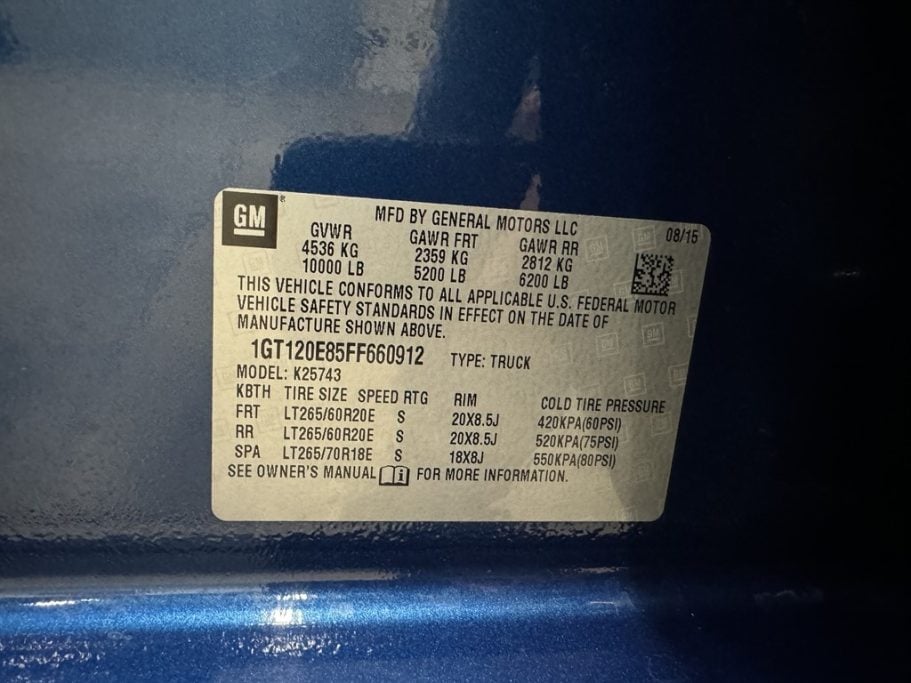 GM ® MFD BY GENERAL MOTORS LLC 08/15
GVWR GAWR FRT GAWR RR
4536 KG 2359 KG 2812 KG
10000 LB 5200 LB 6200 LB
THIS VEHICLE CONFORMS TO ALL APPLICABLE U.S. FEDERAL MOTOR
VEHICLE SAFETY STANDARDS IN EFFECT ON THE DATE OF
MANUFACTURE SHOWN ABOVE.
1GT120E85FF660912 TYPE: TRUCK
MODEL: K25743
KBTH TIRE SIZE SPEED RTG RIM COLD TIRE PRESSURE
FRT LT265/60R20E S 20X8.5J 420KPA(60PSI)
RR LT265/60R20E S 20X8.5J 520KPA(75PSI)
SPA LT265/70R18E S 18X8J 550KPA(80PSI)
SEE OWNER'S MANUAL FOR MORE INFORMATION.